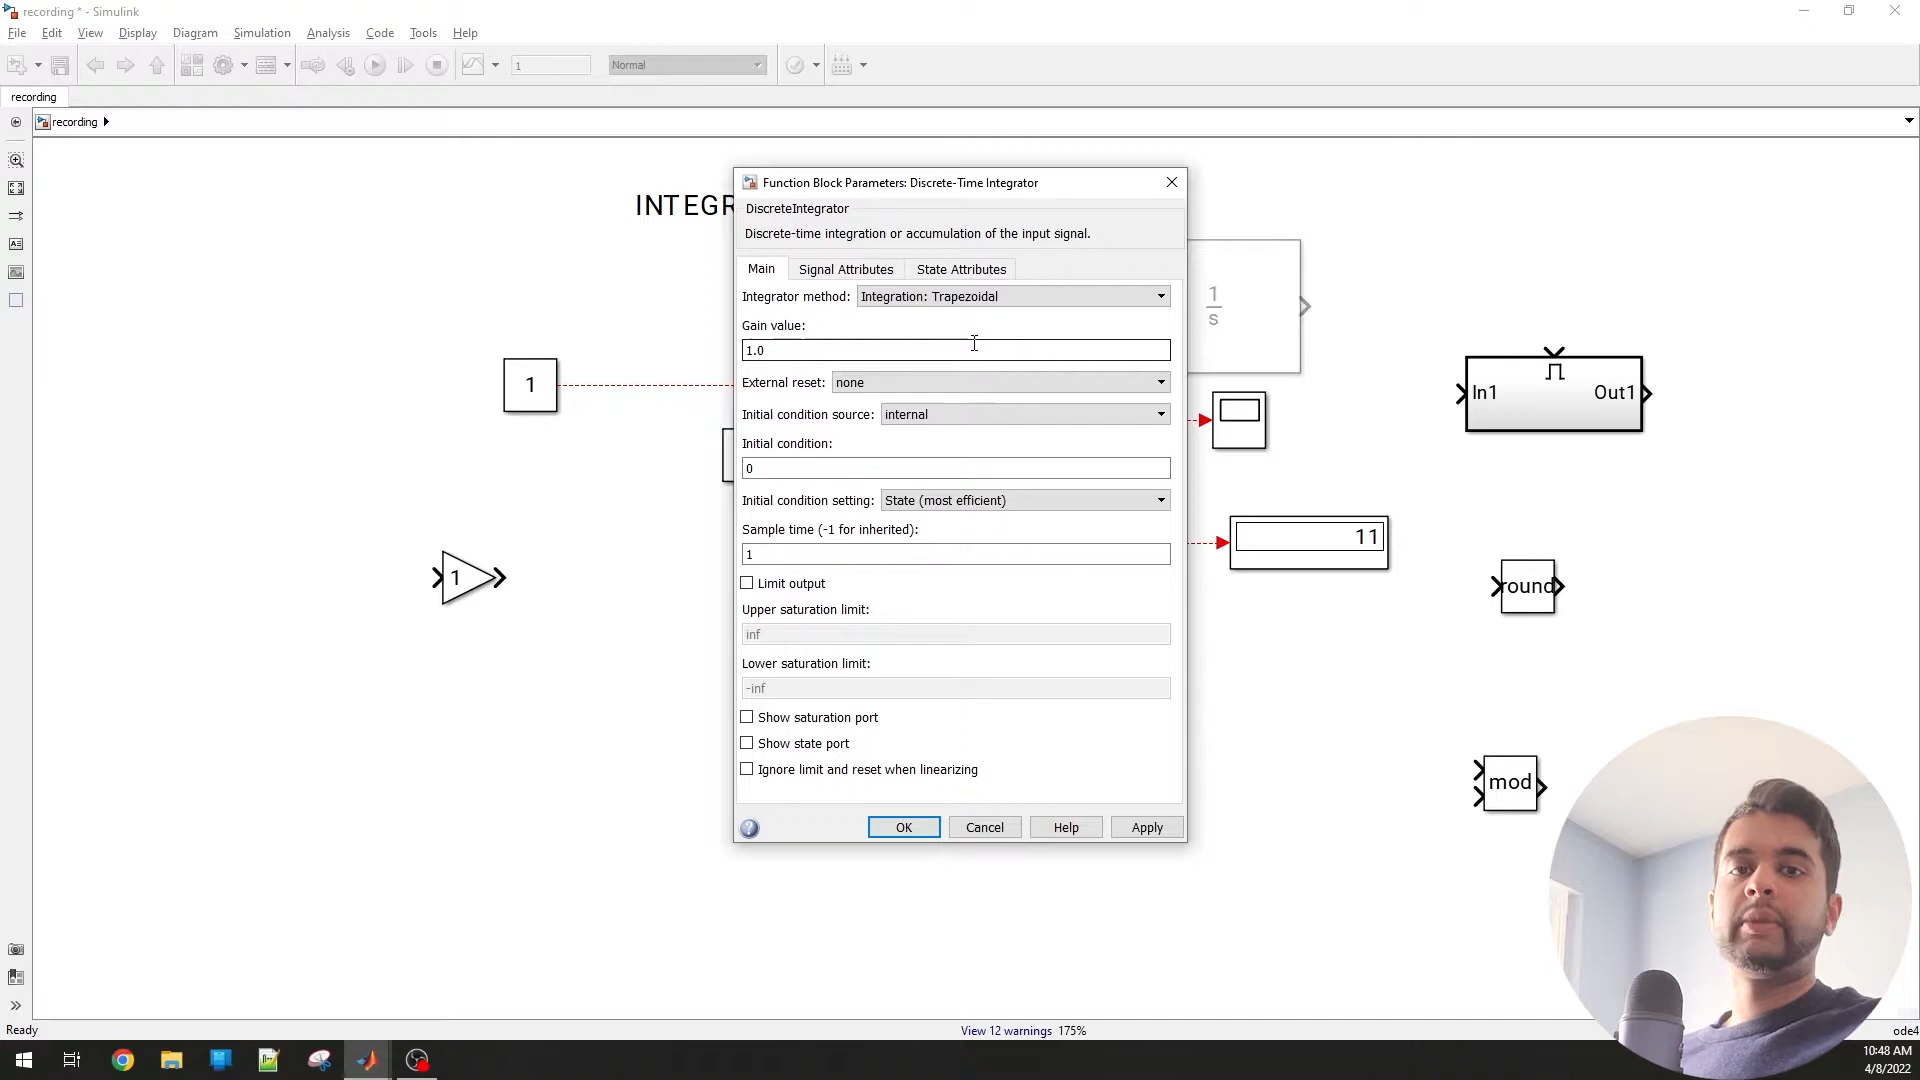 recording * - Simulink
File Edit View Display Diagram Simulation Analysis Code Tools Help
1 Normal
recording
recording
INTEGR
Function Block Parameters: Discrete-Time Integrator
DiscreteIntegrator
Discrete-time integration or accumulation of the input signal.
Main Signal Attributes State Attributes
Integrator method: Integration: Trapezoidal
Gain value:
1.0
External reset: none
Initial condition source: internal
Initial condition:
0
Initial condition setting: State (most efficient)
Sample time (-1 for inherited):
1
Limit output
Upper saturation limit:
inf
Lower saturation limit:
-inf
Show saturation port
Show state port
Ignore limit and reset when linearizing
OK Cancel Help Apply
1
1
1
s
11
In1 Out1
round
mod
Ready
View 12 warnings 175%
ode4
10:48 AM
4/8/2022